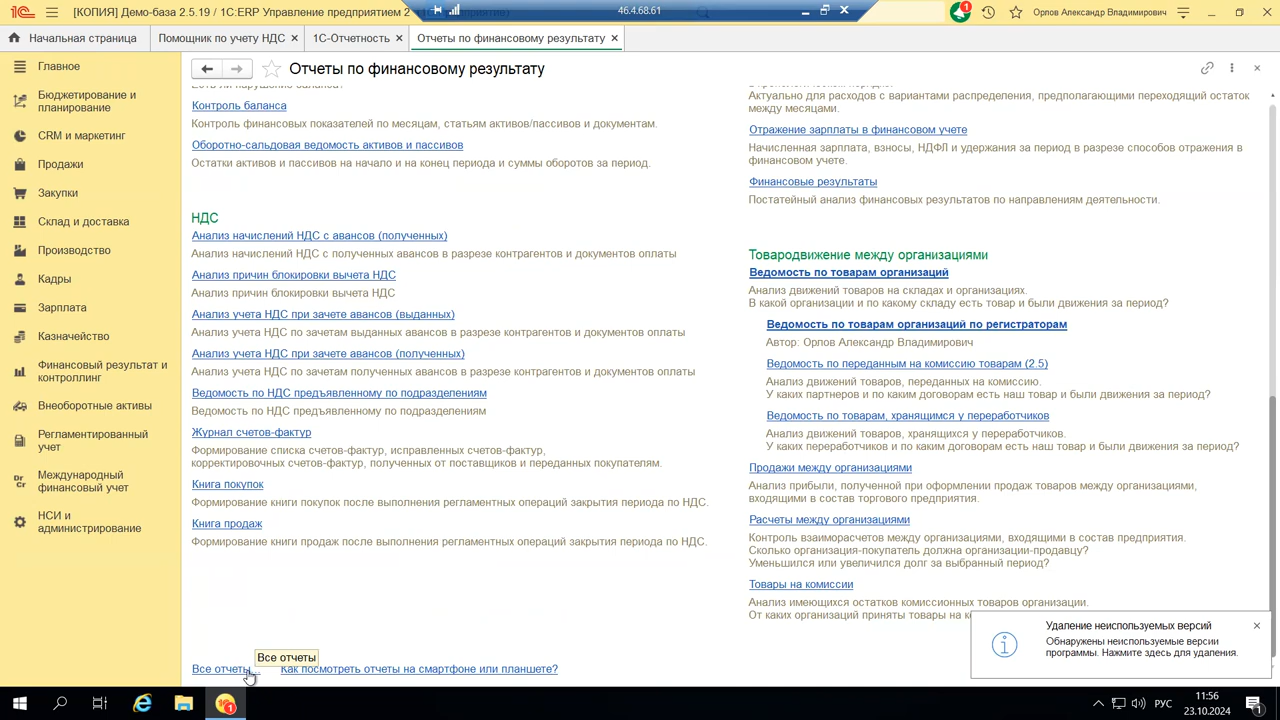 [КОПИЯ] Демо-база 2.5.19 / 1С:ERP Управление предприятием 2
46.4.68.61
1
Орлов Александр Владимирович
Начальная страница
Помощник по учету НДС ×
1С-Отчетность ×
Отчеты по финансовому результату ×
Главное
Бюджетирование и
планирование
CRM и маркетинг
Продажи
Закупки
Склад и доставка
Производство
Кадры
Зарплата
Казначейство
Финансовый результат и
контроллинг
Внеоборотные активы
Регламентированный
учет
Международный
финансовый учет
НСИ и
администрирование
Отчеты по финансовому результату
Есть ли нарушение баланса?
Контроль баланса
Контроль финансовых показателей по месяцам, статьям активов/пассивов и документам.
Оборотно-сальдовая ведомость активов и пассивов
Остатки активов и пассивов на начало и на конец периода и суммы оборотов за период.
НДС
Анализ начислений НДС с авансов (полученных)
Анализ начислений НДС с полученных авансов в разрезе контрагентов и документов оплаты
Анализ причин блокировки вычета НДС
Анализ причин блокировки вычета НДС
Анализ учета НДС при зачете авансов (выданных)
Анализ учета НДС по зачетам выданных авансов в разрезе контрагентов и документов оплаты
Анализ учета НДС при зачете авансов (полученных)
Анализ учета НДС по зачетам полученных авансов в разрезе контрагентов и документов оплаты
Ведомость по НДС предъявленному по подразделениям
Ведомость по НДС предъявленному по подразделениям
Журнал счетов-фактур
Формирование списка счетов-фактур, исправленных счетов-фактур,
корректировочных счетов-фактур, полученных от поставщиков и переданных покупателям.
Книга покупок
Формирование книги покупок после выполнения регламентных операций закрытия периода по НДС.
Книга продаж
Формирование книги продаж после выполнения регламентных операций закрытия периода по НДС.
Все отчеты
Все отчеты...
Как посмотреть отчеты на смартфоне или планшете?
Актуально для расходов с вариантами распределения, предполагающими переходящий остаток
между месяцами.
Отражение зарплаты в финансовом учете
Начисленная зарплата, взносы, НДФЛ и удержания за период в разрезе способов отражения в
финансовом учете.
Финансовые результаты
Постатейный анализ финансовых результатов по направлениям деятельности.
Товародвижение между организациями
Ведомость по товарам организаций
Анализ движений товаров на складах и организациях.
В какой организации и по какому складу есть товар и были движения за период?
Ведомость по товарам организаций по регистраторам
Автор: Орлов Александр Владимирович
Ведомость по переданным на комиссию товарам (2.5)
Анализ движений товаров, переданных на комиссию.
У каких партнеров и по каким договорам есть наш товар и были движения за период?
Ведомость по товарам, хранящимся у переработчиков
Анализ движений товаров, хранящихся у переработчиков.
У каких переработчиков и по каким договорам есть наш товар и были движения за период?
Продажи между организациями
Анализ прибыли, полученной при оформлении продаж товаров между организациями,
входящими в состав торгового предприятия.
Расчеты между организациями
Контроль взаиморасчетов между организациями, входящими в состав предприятия.
Сколько организация-покупатель должна организации-продавцу?
Уменьшился или увеличился долг за выбранный период?
Товары на комиссии
Анализ имеющихся остатков комиссионных товаров организации.
От каких организаций приняты товары на
Удаление неиспользуемых версий
Обнаружены неиспользуемые версии
программы. Нажмите здесь для удаления.
РУС
11:56
23.10.2024
1